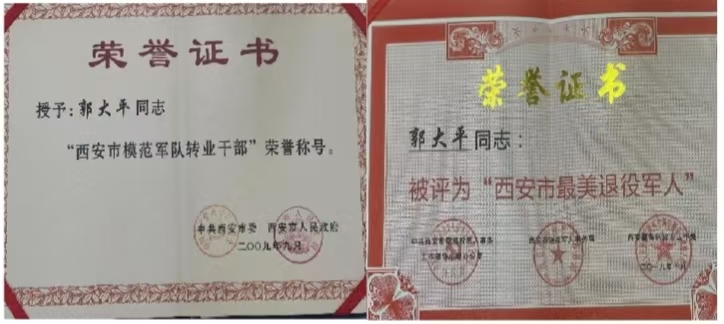 荣誉证书
授予：郭大平同志
“西安市模范军队转业干部”荣誉称号。
中共西安市委 西安市人民政府
二〇〇九年九月
荣誉证书
郭大平同志：
被评为“西安市最美退役军人”